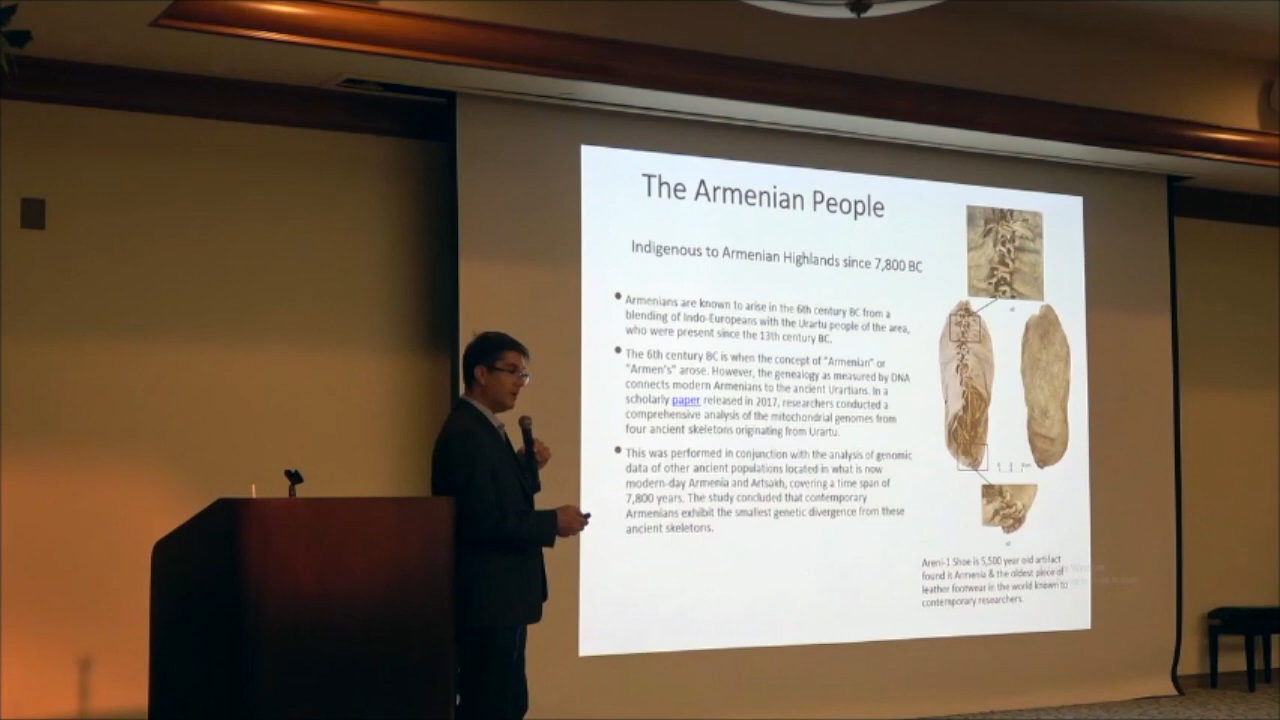 The Armenian People
Indigenous to Armenian Highlands since 7,800 BC
Armenians are known to arise in the 6th century BC from a
blending of Indo-Europeans with the Urartu people of the area,
who were present since the 13th century BC.
The 6th century BC is when the concept of "Armenian" or
"Armen's" arose. However, the genealogy as measured by DNA
connects modern Armenians to the ancient Urartians. In a
scholarly paper released in 2017, researchers conducted a
comprehensive analysis of the mitochondrial genomes from
four ancient skeletons originating from Urartu.
This was performed in conjunction with the analysis of genomic
data of other ancient populations located in what is now
modern-day Armenia and Artsakh, covering a time span of
7,800 years. The study concluded that contemporary
Armenians exhibit the smallest genetic divergence from these
ancient skeletons.
Areni-1 Shoe is 5,500 year old artifact
found it Armenia & the oldest piece of
leather footwear in the world known to
contemporary researchers.